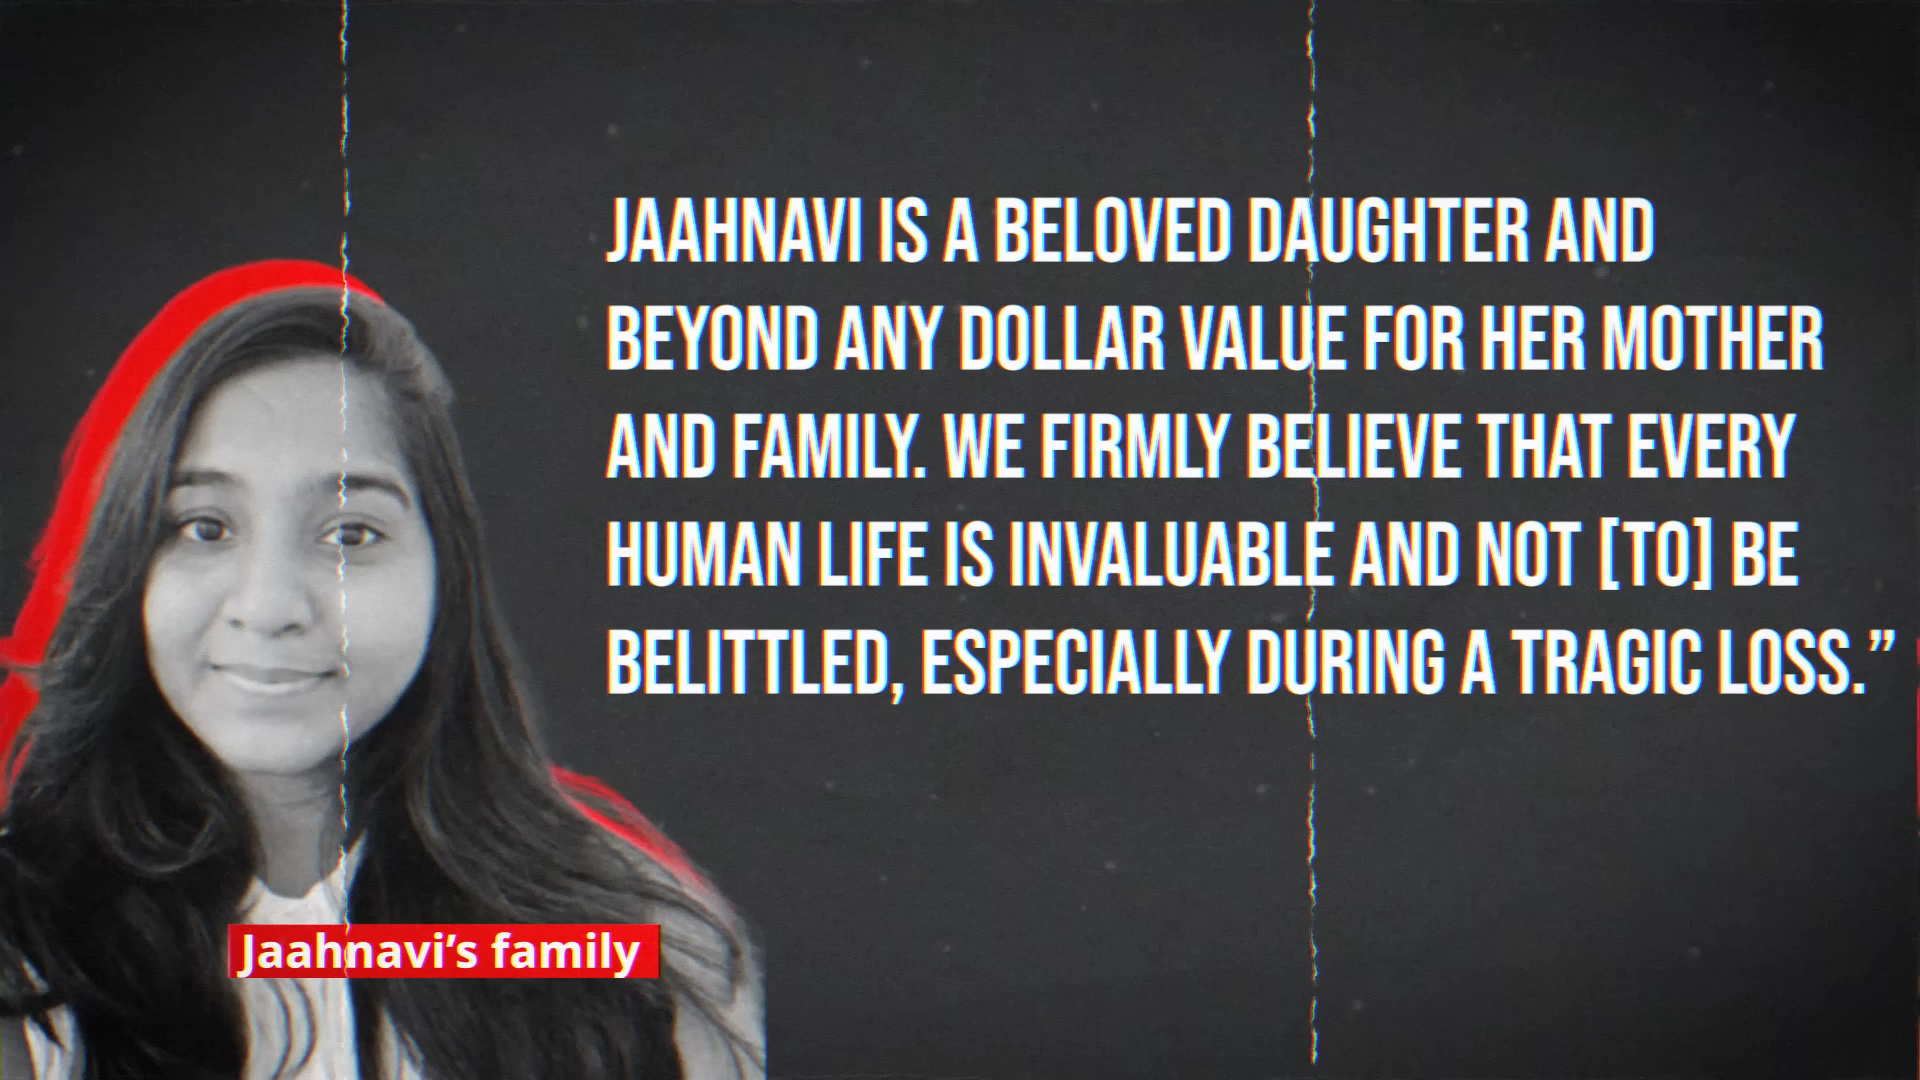 JAAHNAVI IS A BELOVED DAUGHTER AND
BEYOND ANY DOLLAR VALUE FOR HER MOTHER
AND FAMILY. WE FIRMLY BELIEVE THAT EVERY
HUMAN LIFE IS INVALUABLE AND NOT [TO] BE
BELITTLED, ESPECIALLY DURING A TRAGIC LOSS.”
Jaahnavi’s family